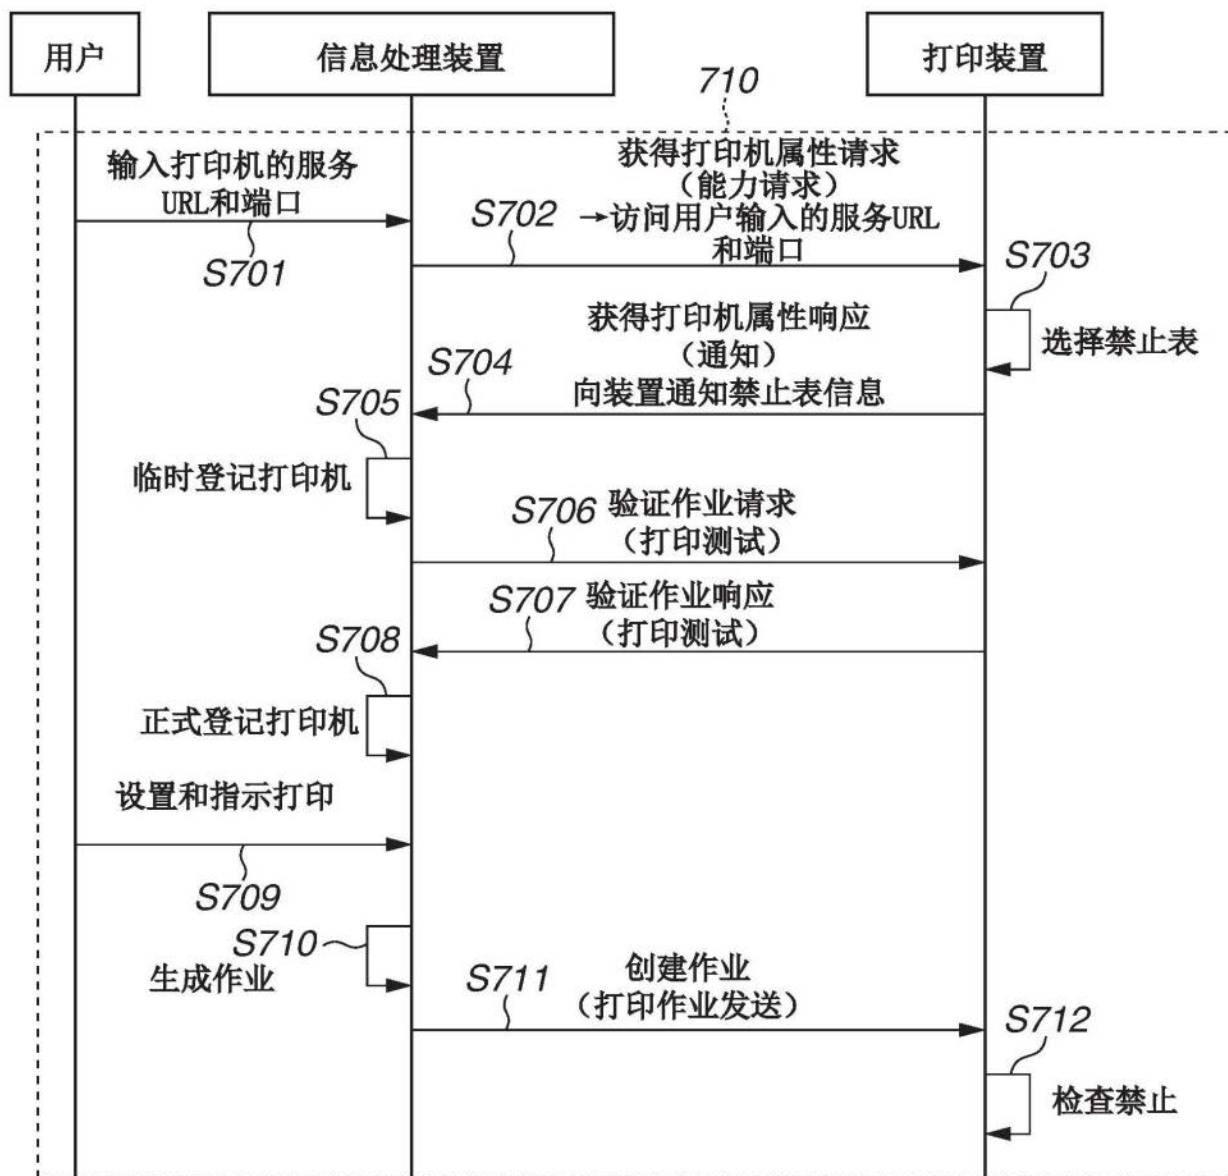 用户
信息处理装置
打印装置
710
输入打印机的服务
URL和端口
S701
获得打印机属性请求
（能力请求）
S702
→访问用户输入的服务URL
和端口
S703
选择禁止表
获得打印机属性响应
（通知）
S704
向装置通知禁止表信息
S705
临时登记打印机
S706
验证作业请求
（打印测试）
S707
验证作业响应
（打印测试）
S708
正式登记打印机
设置和指示打印
S709
S710
生成作业
S711
创建作业
（打印作业发送）
S712
检查禁止